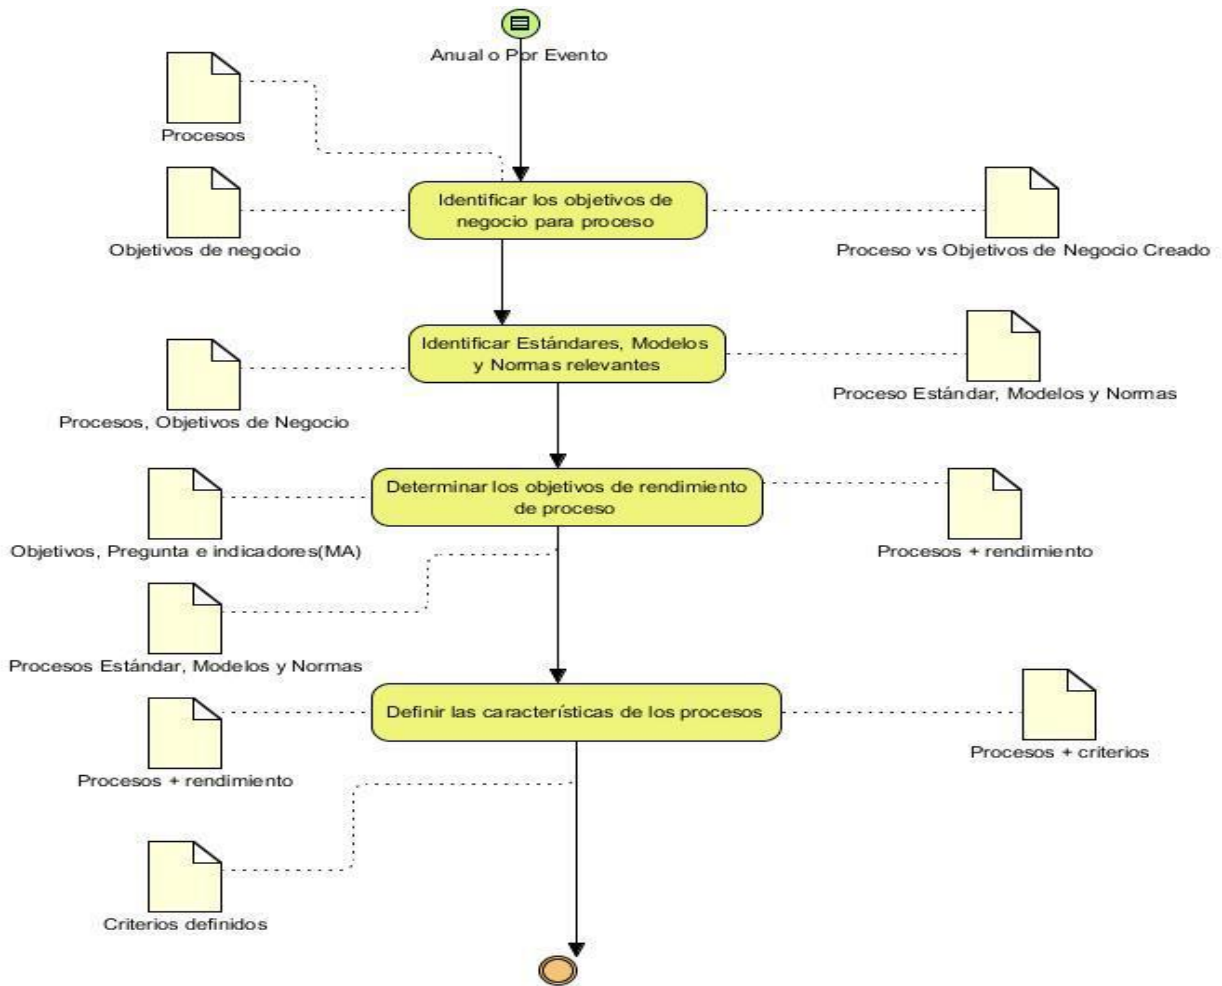 Anual o Por Evento
Procesos
Identificar los objetivos de
negocio para proceso
Objetivos de negocio
Proceso vs Objetivos de Negocio Creado
Identificar Estándares, Modelos
y Normas relevantes
Procesos, Objetivos de Negocio
Proceso Estándar, Modelos y Normas
Determinar los objetivos de rendimiento
de proceso
Objetivos, Pregunta e indicadores(MA)
Procesos + rendimiento
Procesos Estándar, Modelos y Normas
Definir las carácterísticas de los procesos
Procesos + rendimiento
Procesos + criterios
Criterios definidos